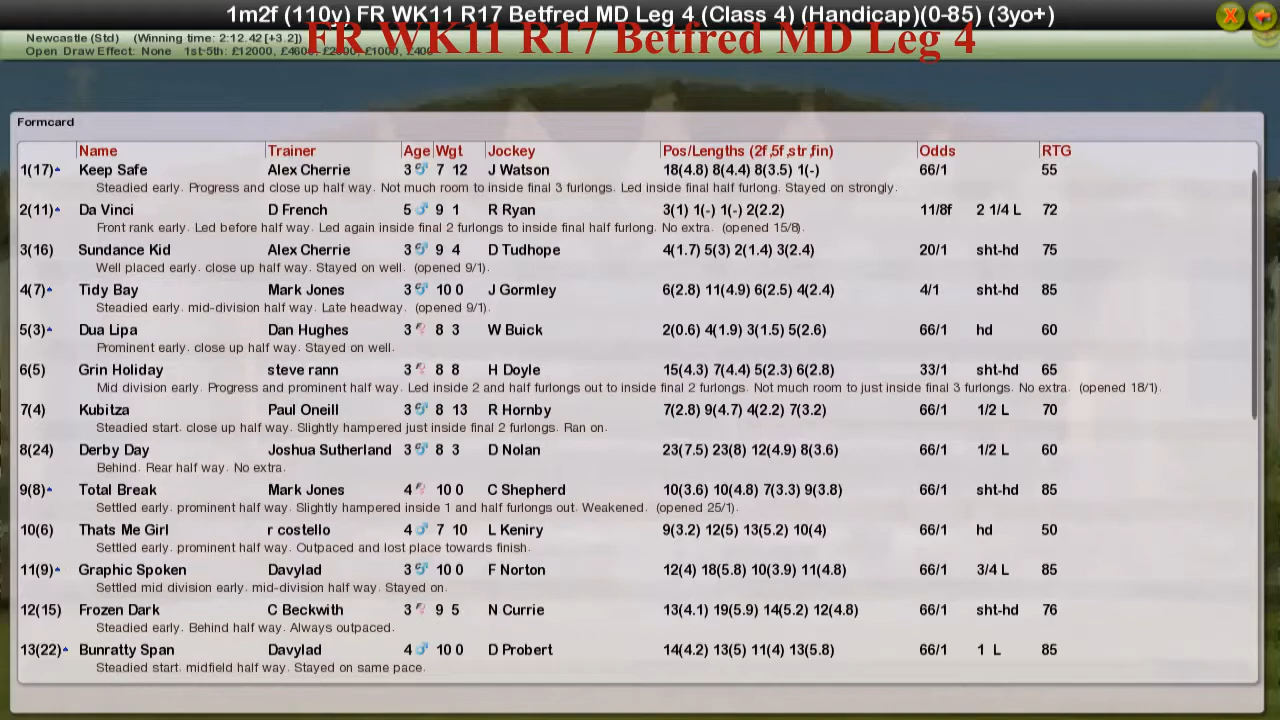 1m2f (110y) FR WK11 R17 Betfred MD Leg 4 (Class 4) (Handicap)(0-85) (3yo+)
FR WK11 R17 Betfred MD Leg 4
Newcastle (Std) (Winning time: 2:12.42 [+3.2])
Open Draw Effect: None 1st-5th: £12000, £4600, £2000, £1000, £400
Formcard
Name Trainer Age Wgt Jockey Pos/Lengths (2f,5f,str,fin) Odds RTG
1(17) Keep Safe Alex Cherrie 3 7 12 J Watson 18(4.8) 8(4.4) 8(3.5) 1(-) 66/1 55
Steadied early. Progress and close up half way. Not much room to inside final 3 furlongs. Led inside final half furlong. Stayed on strongly.
2(11) Da Vinci D French 5 9 1 R Ryan 3(1) 1(-) 1(-) 2(2.2) 11/8f 2 1/4 L 72
Front rank early. Led before half way. Led again inside final 2 furlongs to inside final half furlong. No extra. (opened 15/8).
3(16) Sundance Kid Alex Cherrie 3 9 4 D Tudhope 4(1.7) 5(3) 2(1.4) 3(2.4) 20/1 sht-hd 75
Well placed early. close up half way. Stayed on well. (opened 9/1).
4(7) Tidy Bay Mark Jones 3 10 0 J Gormley 6(2.8) 11(4.9) 6(2.5) 4(2.4) 4/1 sht-hd 85
Steadied early. mid-division half way. Late headway. (opened 9/1).
5(3) Dua Lipa Dan Hughes 3 8 3 W Buick 2(0.6) 4(1.9) 3(1.5) 5(2.6) 66/1 hd 60
Prominent early. close up half way. Stayed on well.
6(5) Grin Holiday steve rann 3 8 8 H Doyle 15(4.3) 7(4.4) 5(2.3) 6(2.8) 33/1 sht-hd 65
Mid division early. Progress and prominent half way. Led inside 2 and half furlongs out to inside final 2 furlongs. Not much room to just inside final 3 furlongs. No extra. (opened 18/1).
7(4) Kubitza Paul Oneill 3 8 13 R Hornby 7(2.8) 9(4.7) 4(2.2) 7(3.2) 66/1 1/2 L 70
Steadied start. close up half way. Slightly hampered just inside final 2 furlongs. Ran on.
8(24) Derby Day Joshua Sutherland 3 8 3 D Nolan 23(7.5) 23(8) 12(4.9) 8(3.6) 66/1 1/2 L 60
Behind. Rear half way. No extra.
9(8) Total Break Mark Jones 4 10 0 C Shepherd 10(3.6) 10(4.8) 7(3.3) 9(3.8) 66/1 sht-hd 85
Settled early. prominent half way. Slightly hampered inside 1 and half furlongs out. Weakened. (opened 25/1).
10(6) Thats Me Girl r costello 4 7 10 L Keniry 9(3.2) 12(5) 13(5.2) 10(4) 66/1 hd 50
Settled early. prominent half way. Outpaced and lost place towards finish.
11(9) Graphic Spoken Davylad 3 10 0 F Norton 12(4) 18(5.8) 10(3.9) 11(4.8) 66/1 3/4 L 85
Settled mid division early. mid-division half way. Stayed on.
12(15) Frozen Dark C Beckwith 3 9 5 N Currie 13(4.1) 19(5.9) 14(5.2) 12(4.8) 66/1 sht-hd 76
Steadied early. Behind half way. Always outpaced.
13(22) Bunratty Span Davylad 4 10 0 D Probert 14(4.2) 13(5) 11(4) 13(5.8) 66/1 1 L 85
Steadied start. midfield half way. Stayed on same pace.